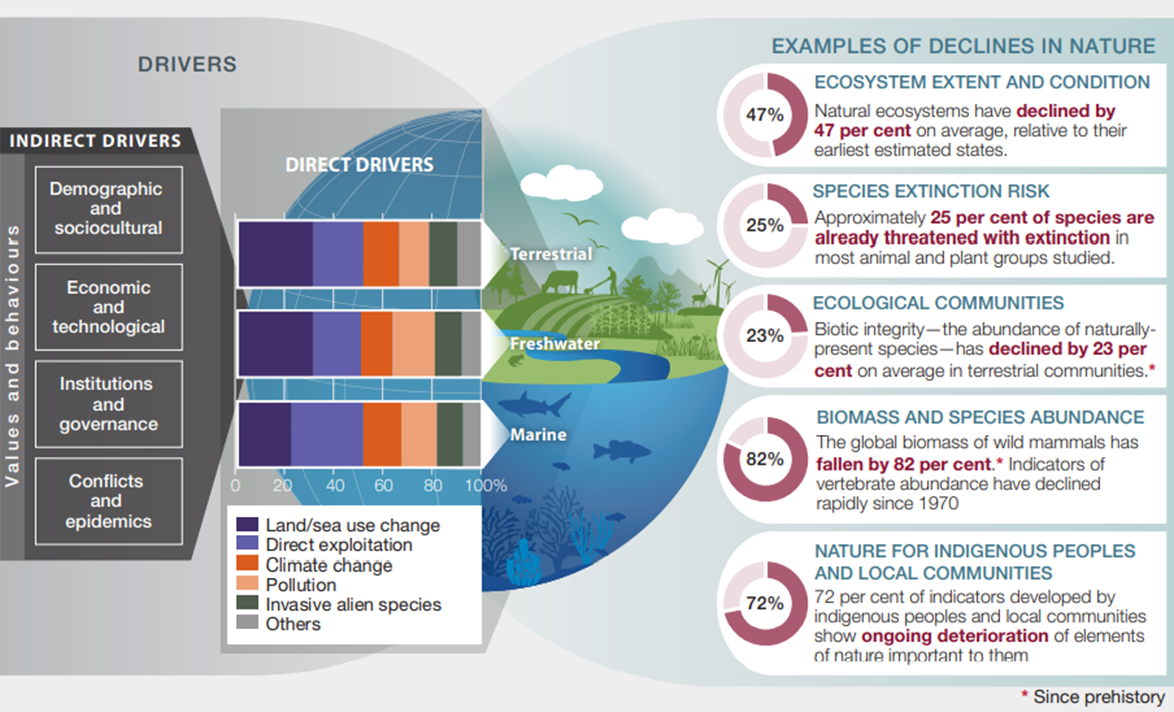 DRIVERS
INDIRECT DRIVERS
Values and behaviours
Demographic
and
sociocultural
Economic
and
technological
Institutions
and
governance
Conflicts
and
epidemics
DIRECT DRIVERS
Terrestrial
Freshwater
Marine
0 20 40 60 80 100%
Land/sea use change
Direct exploitation
Climate change
Pollution
Invasive alien species
Others
EXAMPLES OF DECLINES IN NATURE
47%
ECOSYSTEM EXTENT AND CONDITION
Natural ecosystems have declined by
47 per cent on average, relative to their
earliest estimated states.
25%
SPECIES EXTINCTION RISK
Approximately 25 per cent of species are
already threatened with extinction in
most animal and plant groups studied.
23%
ECOLOGICAL COMMUNITIES
Biotic integrity—the abundance of naturally-
present species—has declined by 23 per
cent on average in terrestrial communities.*
82%
BIOMASS AND SPECIES ABUNDANCE
The global biomass of wild mammals has
fallen by 82 per cent.* Indicators of
vertebrate abundance have declined
rapidly since 1970
72%
NATURE FOR INDIGENOUS PEOPLES
AND LOCAL COMMUNITIES
72 per cent of indicators developed by
indigenous peoples and local communities
show ongoing deterioration of elements
of nature important to them
* Since prehistory